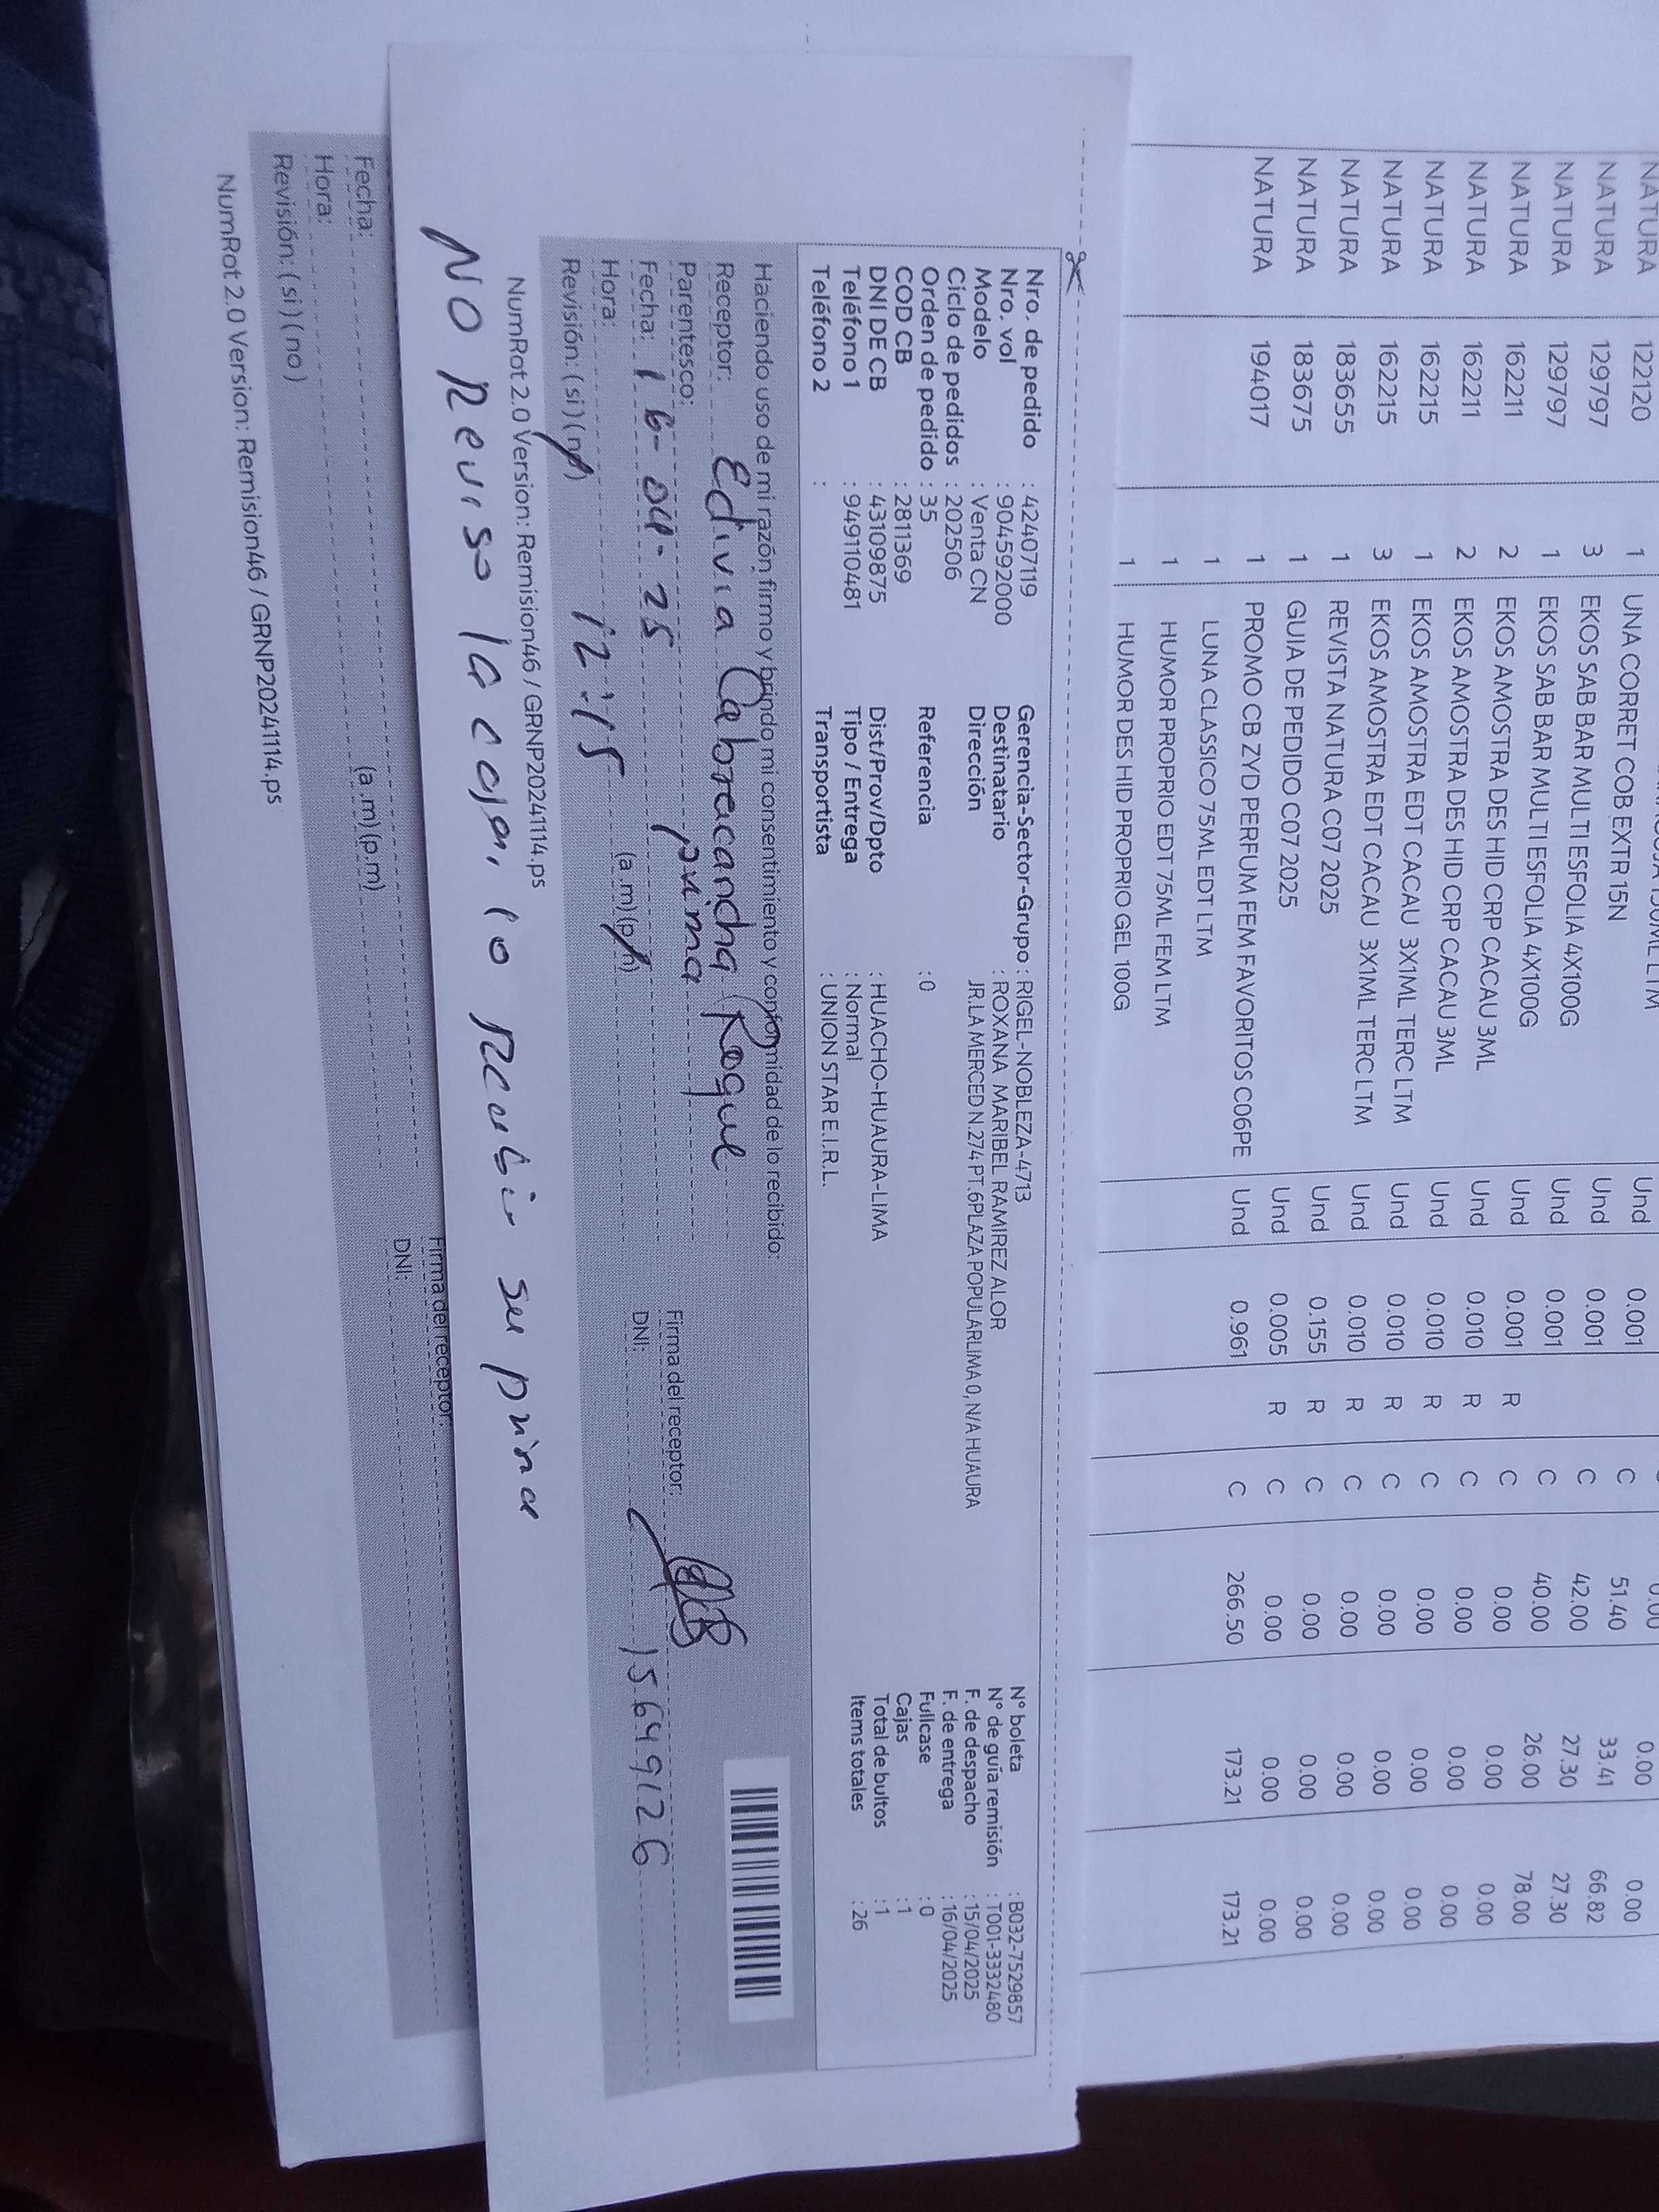 NATURA 122120 1 UNA CORRET COB EXTR 15N Und 0.001 C 51.40 33.41 66.82
NATURA 129797 3 EKOS SAB BAR MULTI ESFOLIA 4X100G Und 0.001 C 42.00 27.30 27.30
NATURA 129797 1 EKOS SAB BAR MULTI ESFOLIA 4X100G Und 0.001 C 40.00 26.00 78.00
NATURA 162211 2 EKOS AMOSTRA DES HID CRP CACAU 3ML Und 0.001 R C 0.00 0.00 0.00
NATURA 162211 2 EKOS AMOSTRA DES HID CRP CACAU 3ML Und 0.010 R C 0.00 0.00 0.00
NATURA 162215 1 EKOS AMOSTRA EDT CACAU 3X1ML TERC LTM Und 0.010 R C 0.00 0.00 0.00
NATURA 162215 3 EKOS AMOSTRA EDT CACAU 3X1ML TERC LTM Und 0.010 R C 0.00 0.00 0.00
NATURA 183655 1 REVISTA NATURA C07 2025 Und 0.010 R C 0.00 0.00 0.00
NATURA 183675 1 GUIA DE PEDIDO C07 2025 Und 0.155 R C 0.00 0.00 0.00
NATURA 194017 1 PROMO CB ZYD PERFUM FEM FAVORITOS C06PE Und 0.005 R C 0.00 0.00 0.00
1 LUNA CLASSICO 75ML EDT LTM Und 0.961 C 266.50 173.21 173.21
1 HUMOR PROPRIO EDT 75ML FEM LTM
1 HUMOR DES HID PROPRIO GEL 100G
Nro. de pedido : 42407119 Gerencia-Sector-Grupo : RIGEL-NOBLEZA-4713 N° boleta : B032-7529857
Nro. vol : 904592000 Destinatario : ROXANA MARIBEL RAMIREZ ALOR N° de guía remisión : T001-3332480
Modelo : Venta CN Dirección JR.LA MERCED N.274 PT.6PLAZA POPULARLIMA 0, N/A HUAURA F. de despacho : 15/04/2025
Ciclo de pedidos : 202506 F. de entrega : 16/04/2025
Orden de pedido : 35 Referencia : 0 Fullcase : 0
COD CB : 2811369 Cajas : 1
DNI DE CB : 43109875 Dist/Prov/Dpto : HUACHO-HUAURA-LIMA Total de bultos : 1
Teléfono 1 : 949110481 Tipo / Entrega : Normal Items totales : 26
Teléfono 2 : Transportista : UNION STAR E.I.R.L.
Haciendo uso de mi razón firmo y brindo mi consentimiento y conformidad de lo recibido:
Receptor: Edivia Cabracancha Roque
Parentesco: prima Firma del receptor:
Fecha: 16-04-25 DNI: 15649126
Hora: 12:15 (a .m) (p.m)
Revisión: (si) (no)
NumRot 2.0 Version: Remision46 / GRNP20241114.ps
NO Reviso la caja, lo Recibio su prima
Firma del receptor:
Fecha: DNI:
Hora: (a .m) (p.m)
Revisión: (si) (no)
NumRot 2.0 Version: Remision46 / GRNP20241114.ps